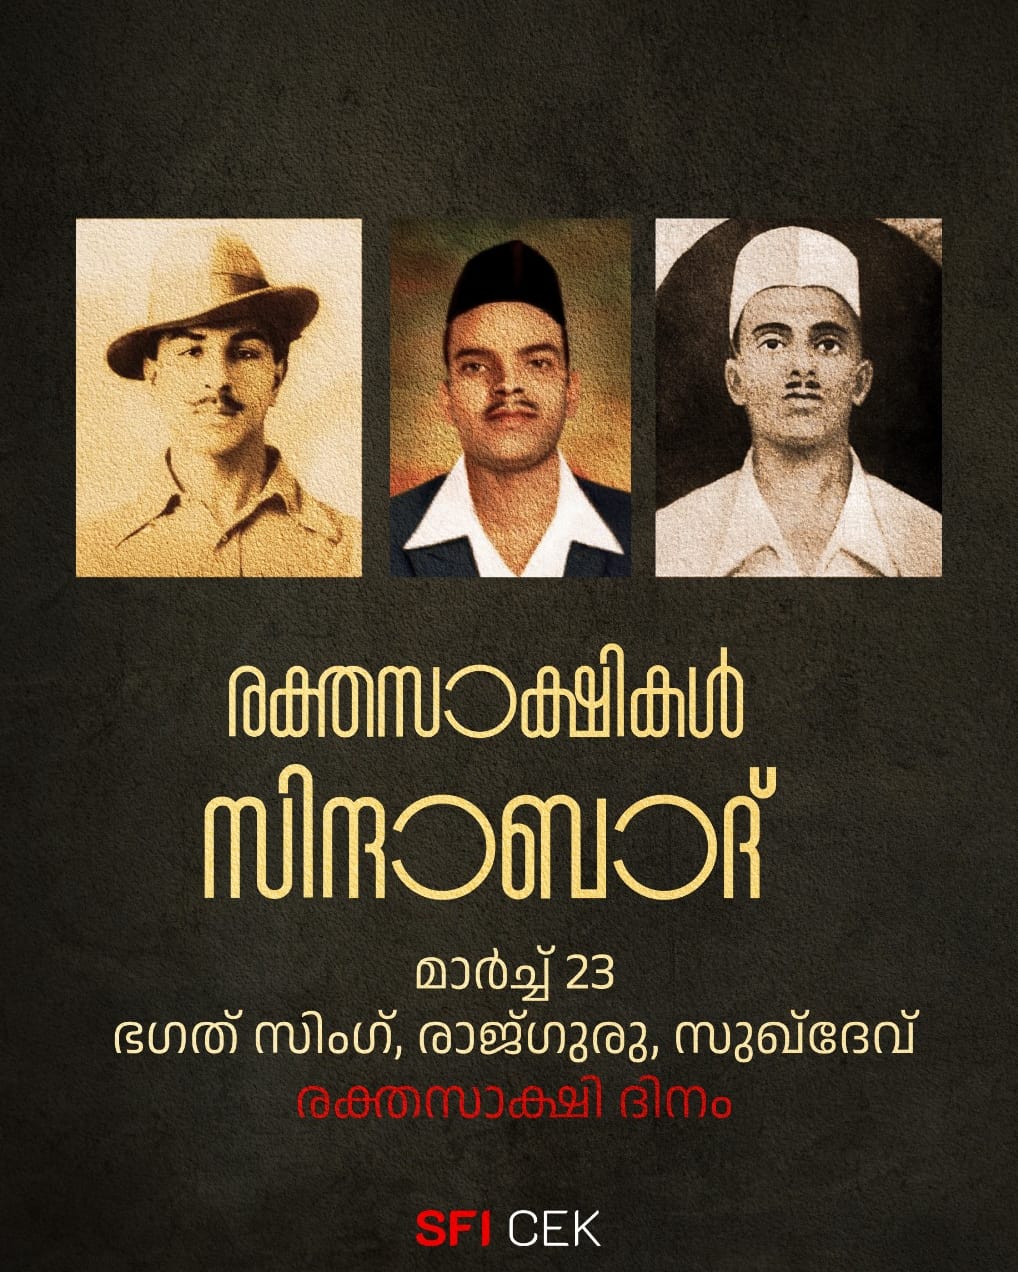 രക്തസാക്ഷികൾ
സിന്ദാബാദ്
മാർച്ച് 23
ഭഗത് സിംഗ്, രാജ്ഗുരു, സുഖ്ദേവ്
രക്തസാക്ഷി ദിനം
SFI CEK